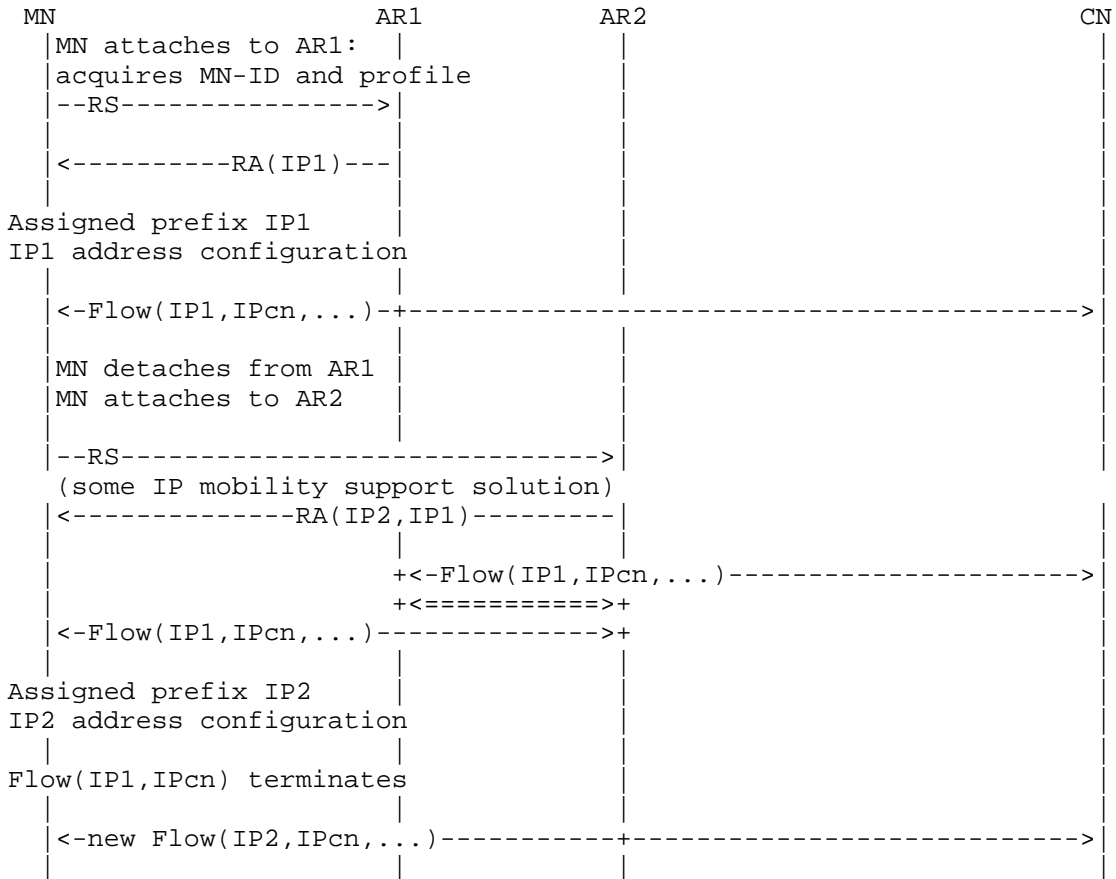 MN AR1 AR2 CN
MN attaches to AR1:
acquires MN-ID and profile
--RS---------------->
<----------RA(IP1)---
Assigned prefix IP1
IP1 address configuration
<-Flow(IP1,IPcn,...)-+------------------------------------------>
MN detaches from AR1
MN attaches to AR2
--RS------------------------------>
(some IP mobility support solution)
<--------------RA(IP2,IP1)---------
+<-Flow(IP1,IPcn,...)---------------------->
+<===========>+
<-Flow(IP1,IPcn,...)-------------->+
Assigned prefix IP2
IP2 address configuration
Flow(IP1,IPcn) terminates
<-new Flow(IP2,IPcn,...)-----------+---------------------------->